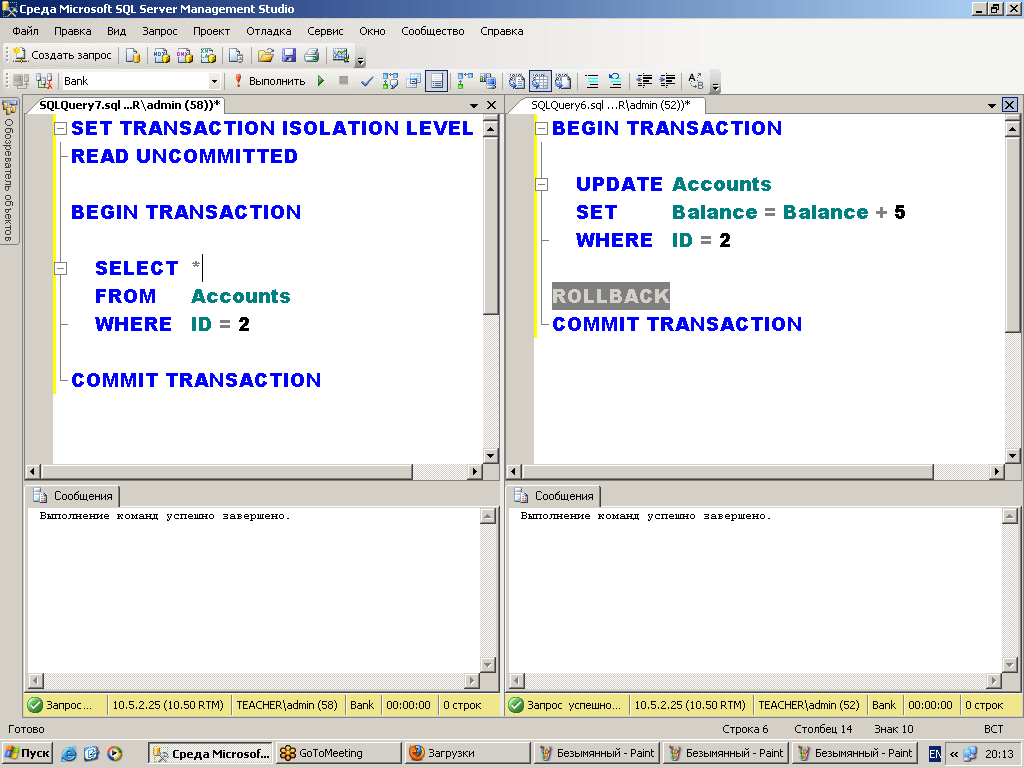 Среда Microsoft SQL Server Management Studio
Файл Правка Вид Запрос Проект Отладка Сервис Окно Сообщество Справка
Создать запрос
Bank Выполнить
Обозреватель объектов
SQLQuery7.sql ...R\admin (58))*
SET TRANSACTION ISOLATION LEVEL
READ UNCOMMITTED
BEGIN TRANSACTION
SELECT *
FROM Accounts
WHERE ID = 2
COMMIT TRANSACTION
Сообщения
Выполнение команд успешно завершено.
Запрос... 10.5.2.25 (10.50 RTM) TEACHER\admin (58) Bank 00:00:00 0 строк
SQLQuery6.sql ...R\admin (52))*
BEGIN TRANSACTION
UPDATE Accounts
SET Balance = Balance + 5
WHERE ID = 2
ROLLBACK
COMMIT TRANSACTION
Сообщения
Выполнение команд успешно завершено.
Запрос успешно... 10.5.2.25 (10.50 RTM) TEACHER\admin (52) Bank 00:00:00 0 строк
Готово Строка 6 Столбец 14 Знак 10 ВСТ
Пуск Среда Microsof... GoToMeeting Загрузки Безымянный - Paint Безымянный - Paint Безымянный - Paint EN « 20:13